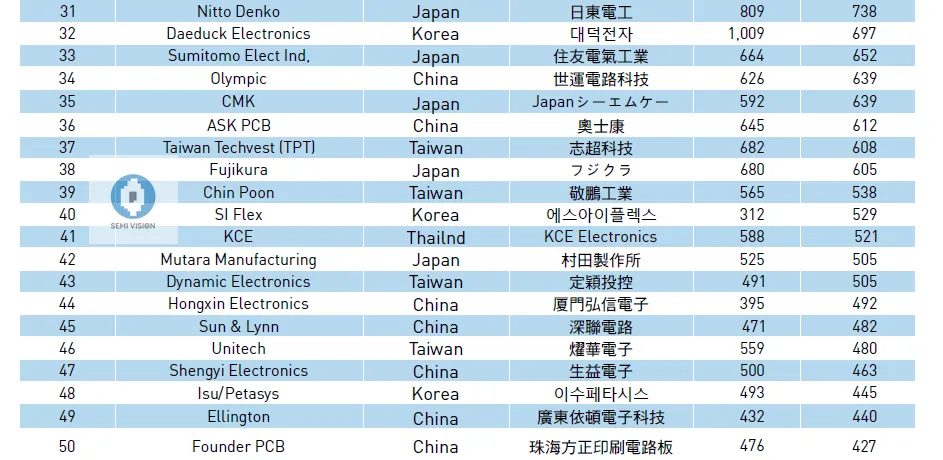 31 Nitto Denko Japan 日東電工 809 738
32 Daeduck Electronics Korea 대덕전자 1,009 697
33 Sumitomo Elect Ind, Japan 住友電氣工業 664 652
34 Olympic China 世運電路科技 626 639
35 CMK Japan Japanシーエムケー 592 639
36 ASK PCB China 奧士康 645 612
37 Taiwan Techvest (TPT) Taiwan 志超科技 682 608
38 Fujikura Japan フジクラ 680 605
39 Chin Poon Taiwan 敬鵬工業 565 538
40 SI Flex Korea 에스아이플렉스 312 529
SEMI VISION
41 KCE Thailnd KCE Electronics 588 521
42 Mutara Manufacturing Japan 村田製作所 525 505
43 Dynamic Electronics Taiwan 定穎投控 491 505
44 Hongxin Electronics China 厦門弘信電子 395 492
45 Sun & Lynn China 深聯電路 471 482
46 Unitech Taiwan 燿華電子 559 480
47 Shengyi Electronics China 生益電子 500 463
48 Isu/Petasys Korea 이수페타시스 493 445
49 Ellington China 廣東依頓電子科技 432 440
50 Founder PCB China 珠海方正印刷電路板 476 427